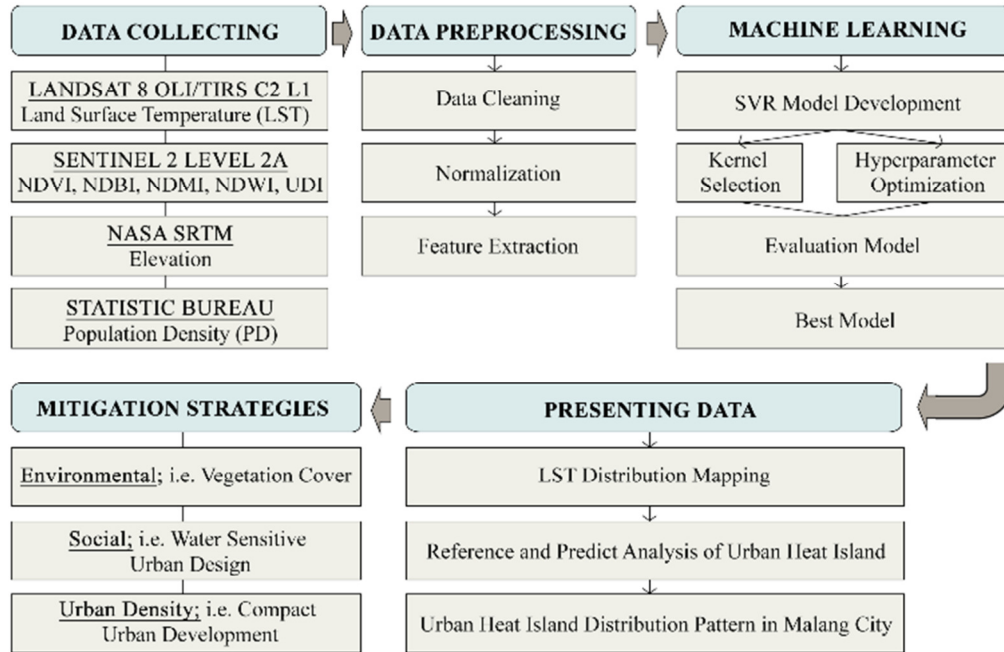 DATA COLLECTING
LANDSAT 8 OLI/TIRS C2 L1
Land Surface Temperature (LST)
SENTINEL 2 LEVEL 2A
NDVI, NDBI, NDMI, NDWI, UDI
NASA SRTM
Elevation
STATISTIC BUREAU
Population Density (PD)
DATA PREPROCESSING
Data Cleaning
Normalization
Feature Extraction
MACHINE LEARNING
SVR Model Development
Kernel
Selection
Hyperparameter
Optimization
Evaluation Model
Best Model
PRESENTING DATA
LST Distribution Mapping
Reference and Predict Analysis of Urban Heat Island
Urban Heat Island Distribution Pattern in Malang City
MITIGATION STRATEGIES
Environmental; i.e. Vegetation Cover
Social; i.e. Water Sensitive
Urban Design
Urban Density; i.e. Compact
Urban Development